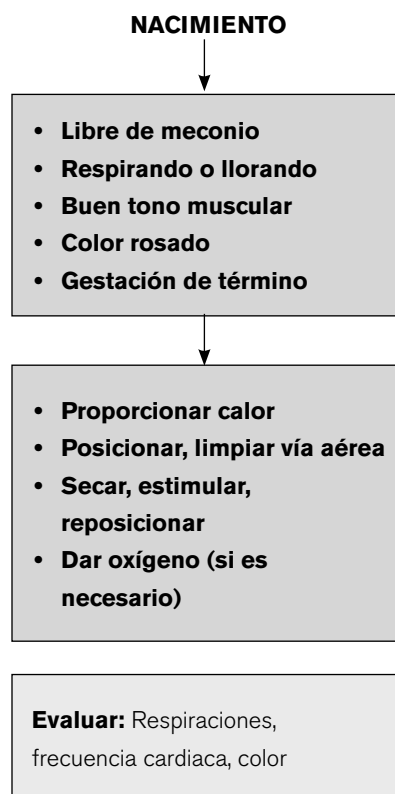 NACIMIENTO
• Libre de meconio
• Respirando o llorando
• Buen tono muscular
• Color rosado
• Gestación de término
• Proporcionar calor
• Posicionar, limpiar vía aérea
• Secar, estimular,
reposicionar
• Dar oxígeno (si es
necesario)
Evaluar: Respiraciones,
frecuencia cardiaca, color